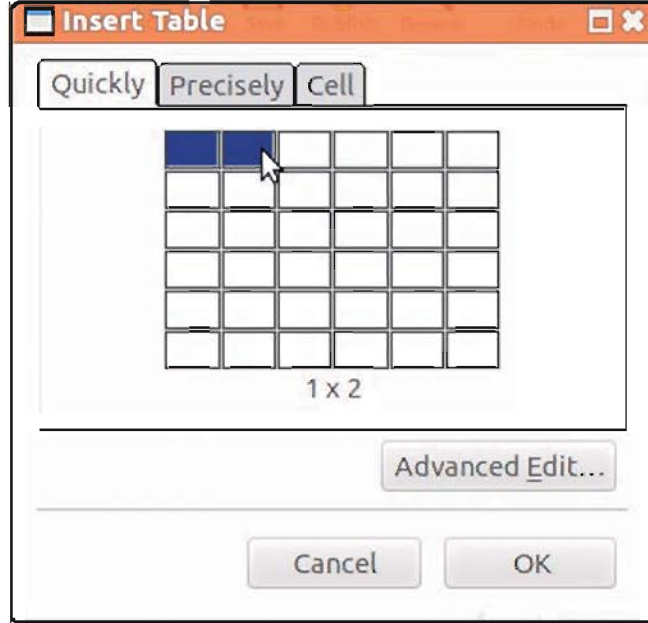 Insert Table
Quickly Precisely Cell
1 x 2
Advanced Edit...
Cancel OK